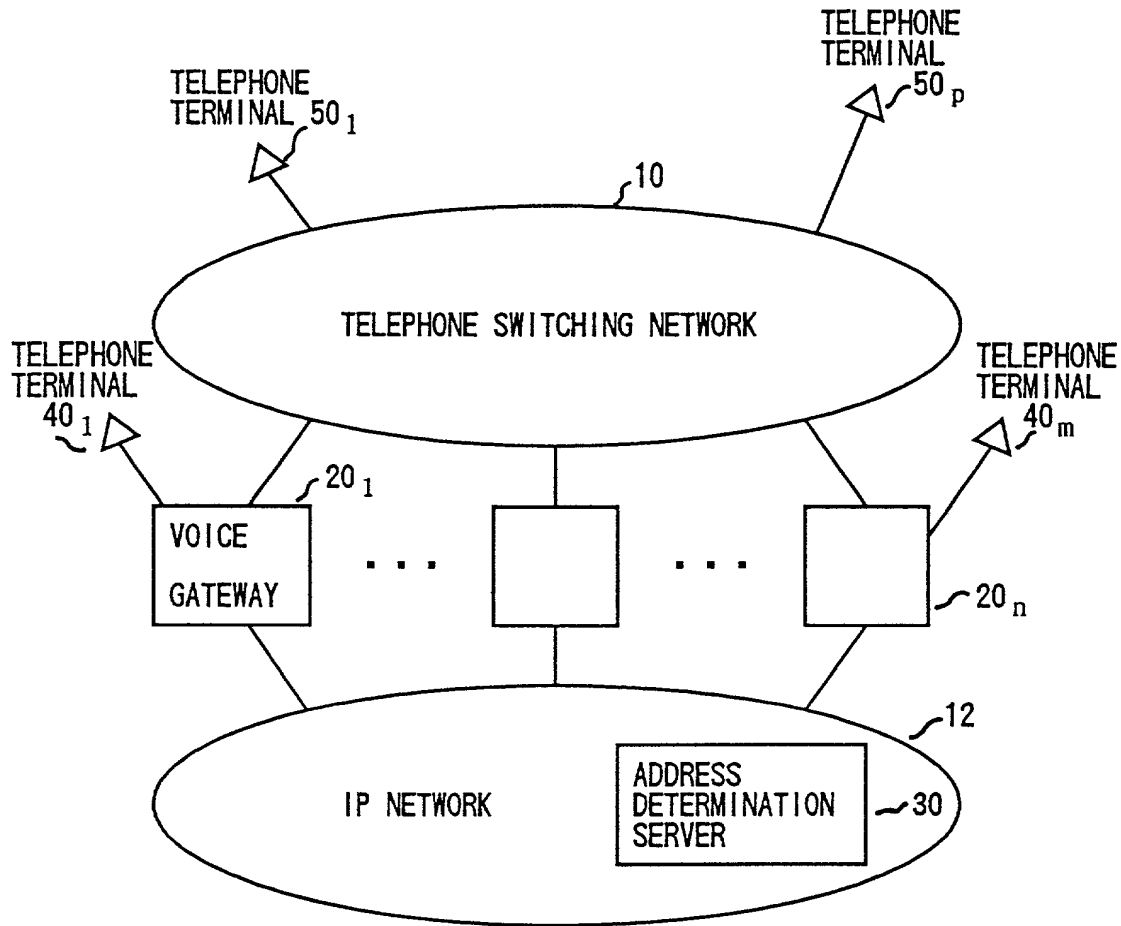 TELEPHONE
TERMINAL
50p
TELEPHONE
TERMINAL 501
10
TELEPHONE SWITCHING NETWORK
TELEPHONE
TERMINAL
401
TELEPHONE
TERMINAL
40m
201
VOICE
GATEWAY
...
...
20n
12
IP NETWORK
ADDRESS
DETERMINATION
SERVER
30